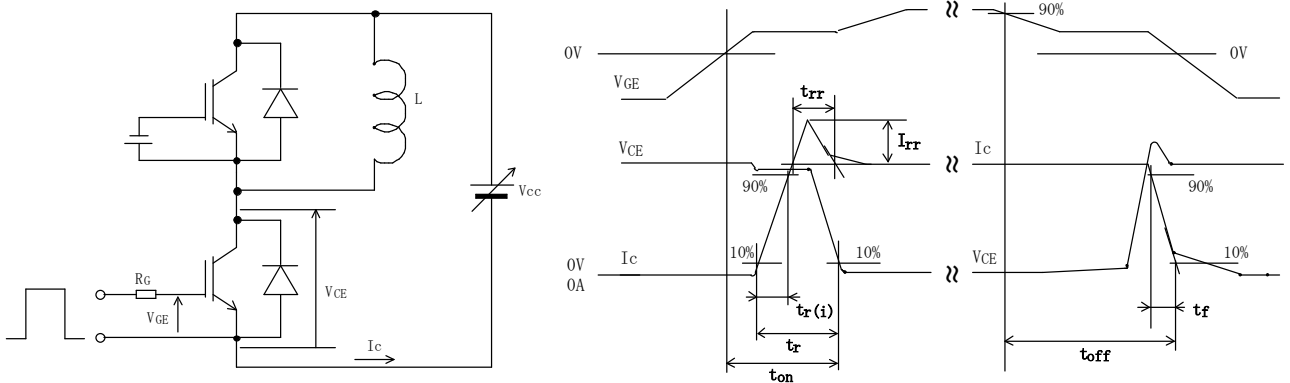 L
Vcc
RG
VGE
VCE
Ic
0V
VGE
VCE
Ic
0V
0A
90%
10%
10%
trr
Irr
tr(i)
tr
ton
90%
0V
Ic
90%
VCE
10%
tf
toff